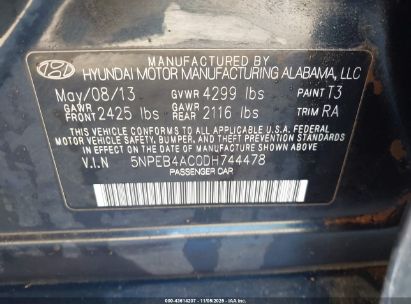 MANUFACTURED BY
HYUNDAI MOTOR MANUFACTURING ALABAMA, LLC
May/08/13 GVWR 4299 lbs PAINT T3
GAWR FRONT 2425 lbs GAWR REAR 2116 lbs TRIM RA
THIS VEHICLE CONFORMS TO ALL APPLICABLE U.S. FEDERAL
MOTOR VEHICLE SAFETY, BUMPER, AND THEFT PREVENTION STANDARDS
IN EFFECT ON THE DATE OF MANUFACTURE SHOWN ABOVE.
V.I.N 5NPEB4AC0DH744478
PASSENGER CAR